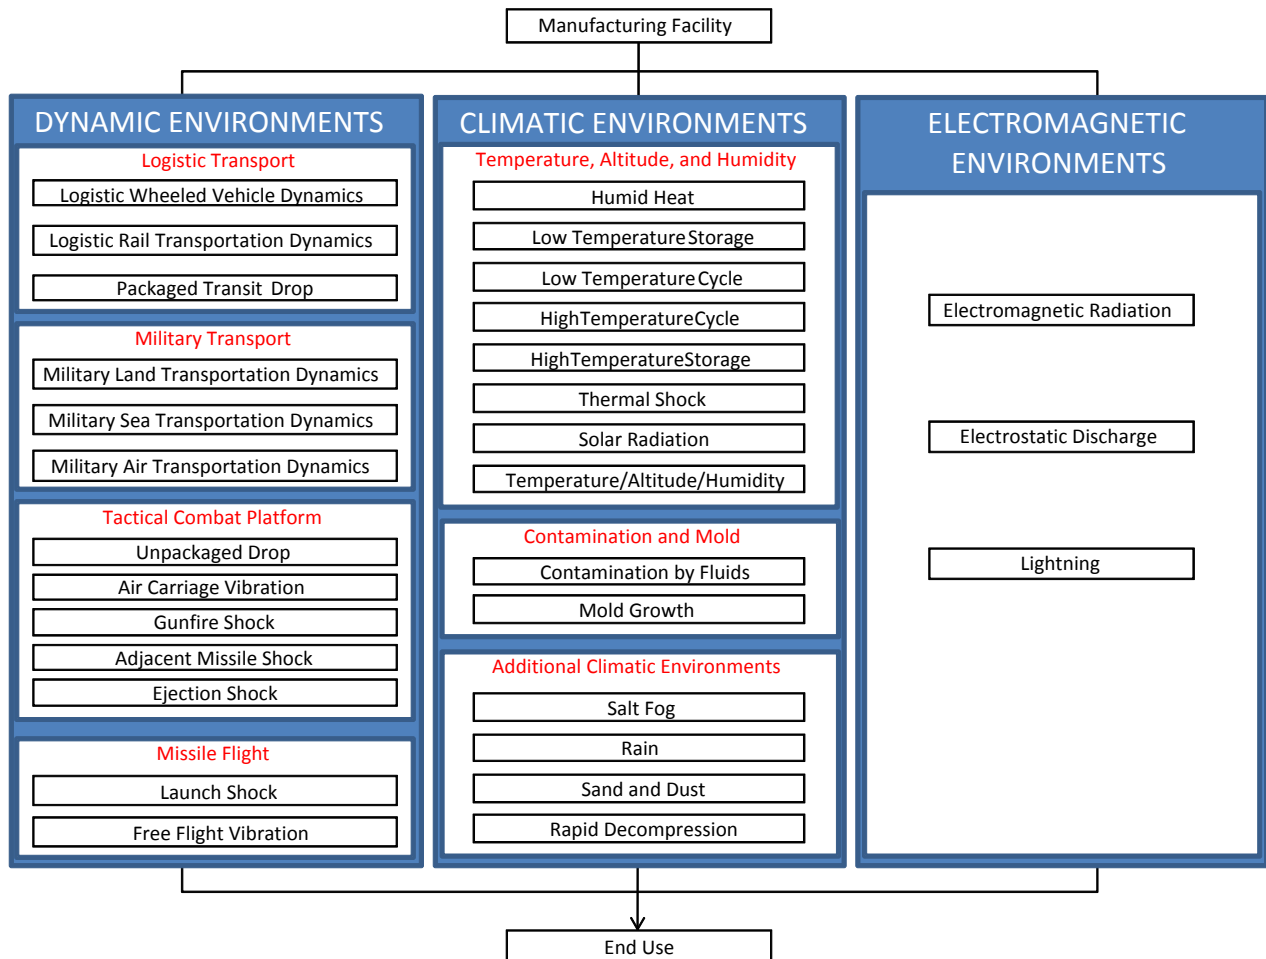 Manufacturing Facility
DYNAMIC ENVIRONMENTS
Logistic Transport
Logistic Wheeled Vehicle Dynamics
Logistic Rail Transportation Dynamics
Packaged Transit Drop
Military Transport
Military Land Transportation Dynamics
Military Sea Transportation Dynamics
Military Air Transportation Dynamics
Tactical Combat Platform
Unpackaged Drop
Air Carriage Vibration
Gunfire Shock
Adjacent Missile Shock
Ejection Shock
Missile Flight
Launch Shock
Free Flight Vibration
CLIMATIC ENVIRONMENTS
Temperature, Altitude, and Humidity
Humid Heat
Low Temperature Storage
Low Temperature Cycle
HighTemperatureCycle
HighTemperatureStorage
Thermal Shock
Solar Radiation
Temperature/Altitude/Humidity
Contamination and Mold
Contamination by Fluids
Mold Growth
Additional Climatic Environments
Salt Fog
Rain
Sand and Dust
Rapid Decompression
ELECTROMAGNETIC
ENVIRONMENTS
Electromagnetic Radiation
Electrostatic Discharge
Lightning
End Use